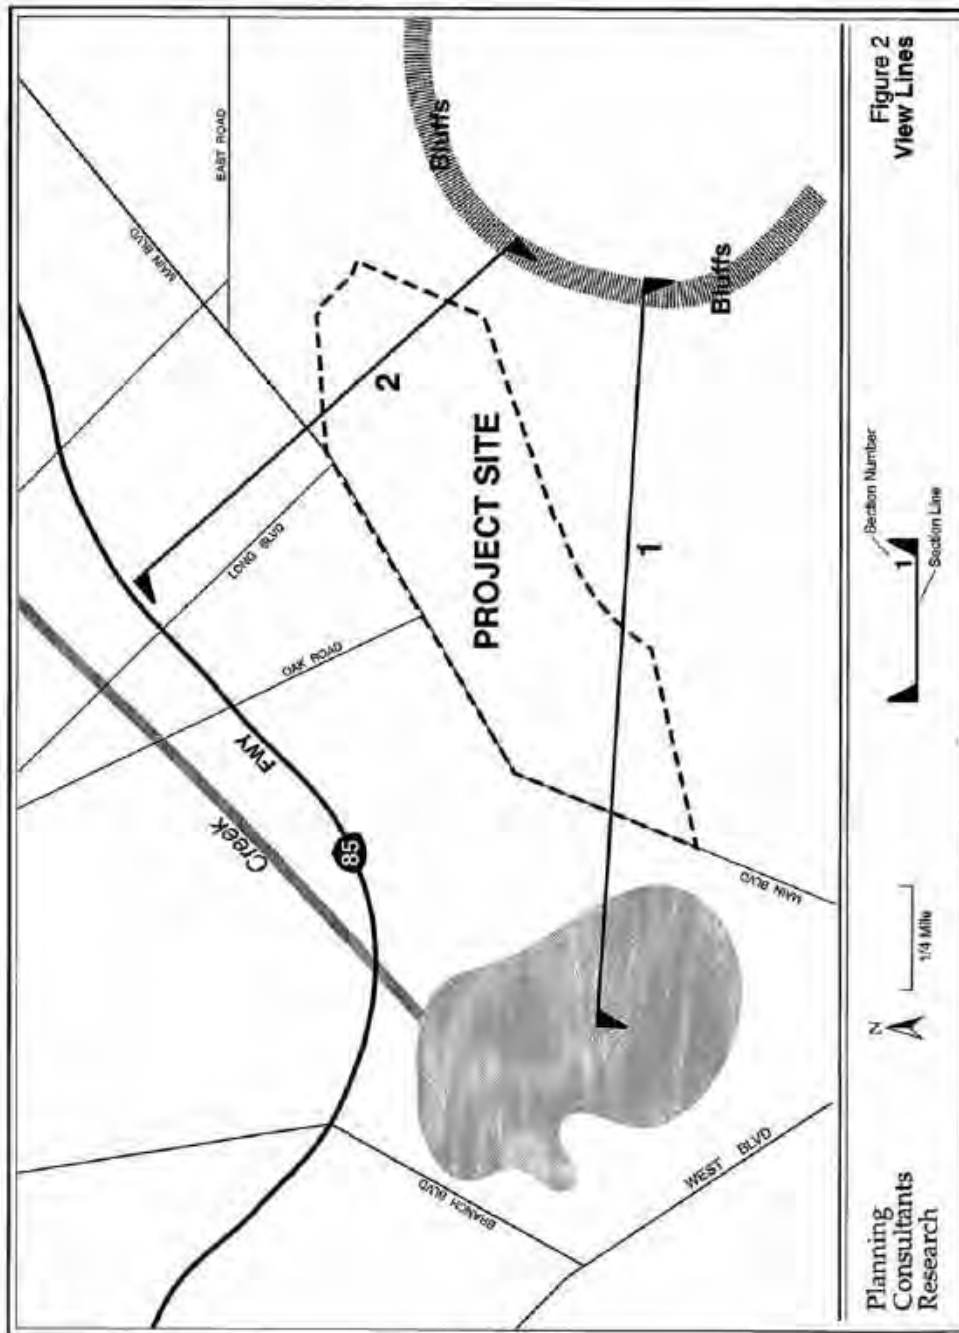 EAST ROAD
MAIN BLVD
Bluffs
Bluffs
2
LONG BLVD
OAK ROAD
PROJECT SITE
1
FWY
85
Creek
MAIN BLVD
BRANCH BLVD
WEST BLVD
Planning
Consultants
Research
N
1/4 Mile
1
Section Number
Section Line
Figure 2
View Lines